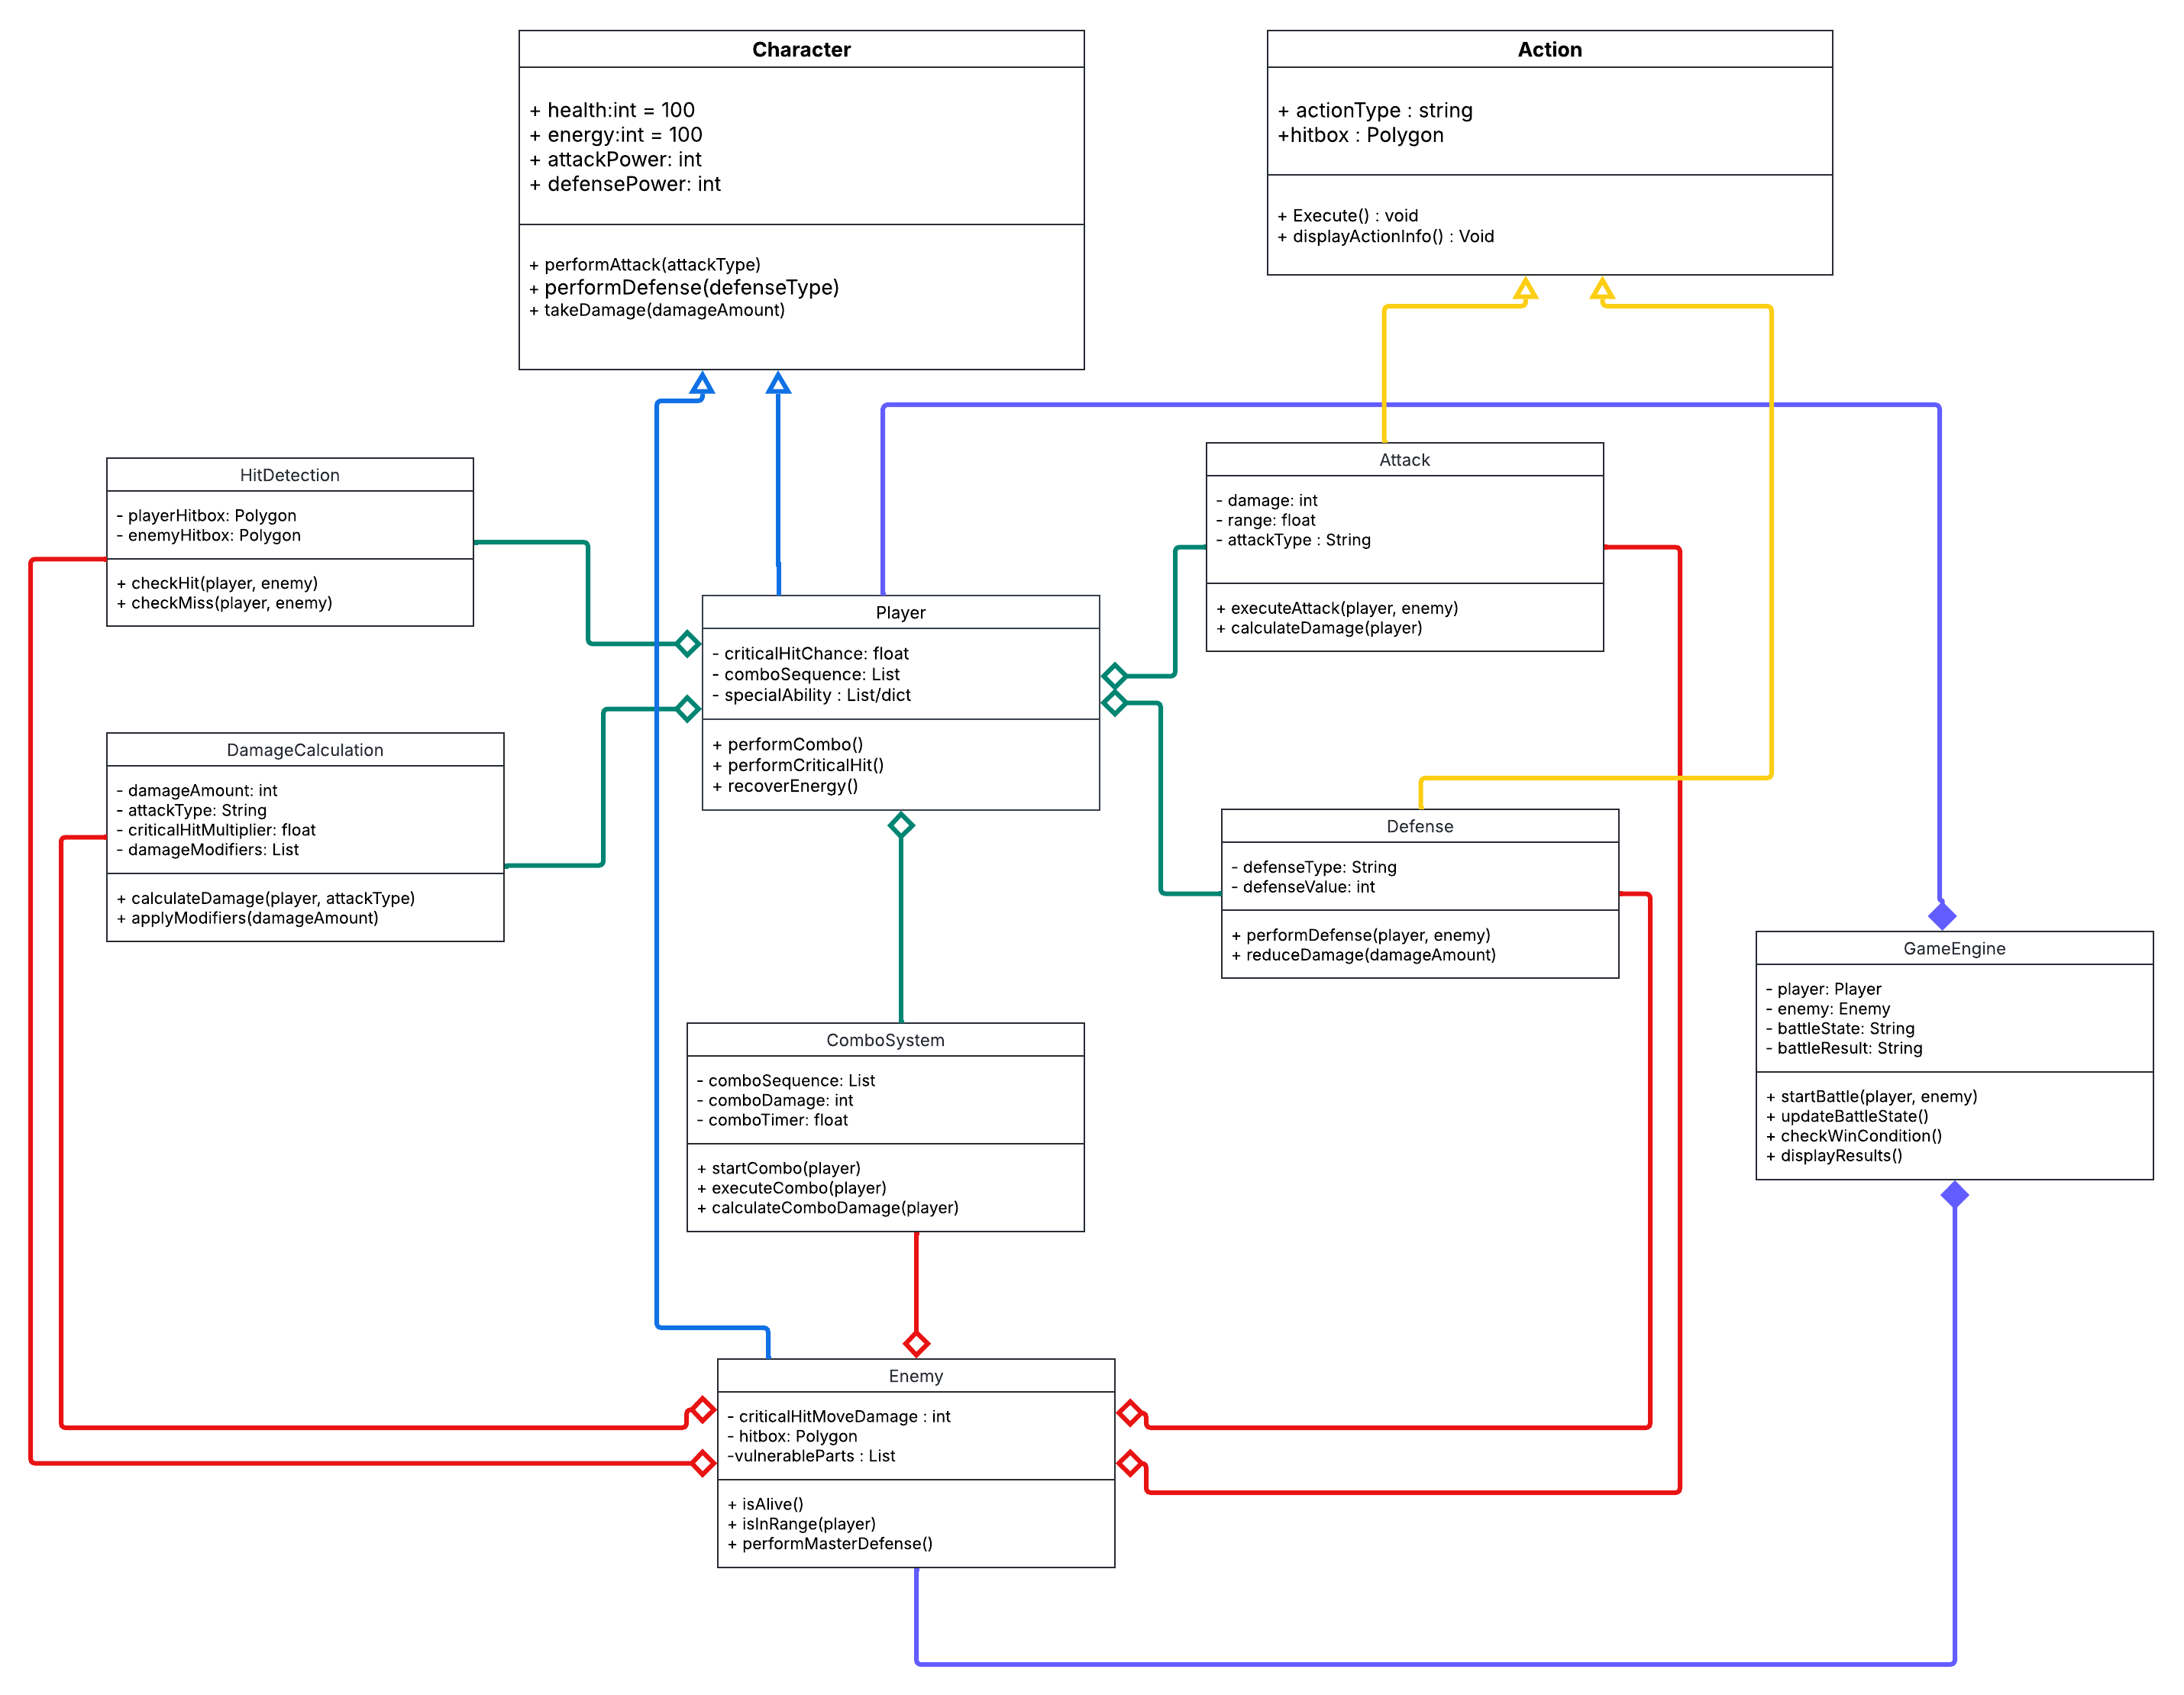 Character
+ health:int = 100
+ energy:int = 100
+ attackPower: int
+ defensePower: int
+ performAttack(attackType)
+ performDefense(defenseType)
+ takeDamage(damageAmount)
Action
+ actionType : string
+hitbox : Polygon
+ Execute() : void
+ displayActionInfo() : Void
HitDetection
- playerHitbox: Polygon
- enemyHitbox: Polygon
+ checkHit(player, enemy)
+ checkMiss(player, enemy)
Attack
- damage: int
- range: float
- attackType : String
+ executeAttack(player, enemy)
+ calculateDamage(player)
Player
- criticalHitChance: float
- comboSequence: List
- specialAbility : List/dict
+ performCombo()
+ performCriticalHit()
+ recoverEnergy()
DamageCalculation
- damageAmount: int
- attackType: String
- criticalHitMultiplier: float
- damageModifiers: List
+ calculateDamage(player, attackType)
+ applyModifiers(damageAmount)
Defense
- defenseType: String
- defenseValue: int
+ performDefense(player, enemy)
+ reduceDamage(damageAmount)
GameEngine
- player: Player
- enemy: Enemy
- battleState: String
- battleResult: String
+ startBattle(player, enemy)
+ updateBattleState()
+ checkWinCondition()
+ displayResults()
ComboSystem
- comboSequence: List
- comboDamage: int
- comboTimer: float
+ startCombo(player)
+ executeCombo(player)
+ calculateComboDamage(player)
Enemy
- criticalHitMoveDamage : int
- hitbox: Polygon
-vulnerableParts : List
+ isAlive()
+ isInRange(player)
+ performMasterDefense()